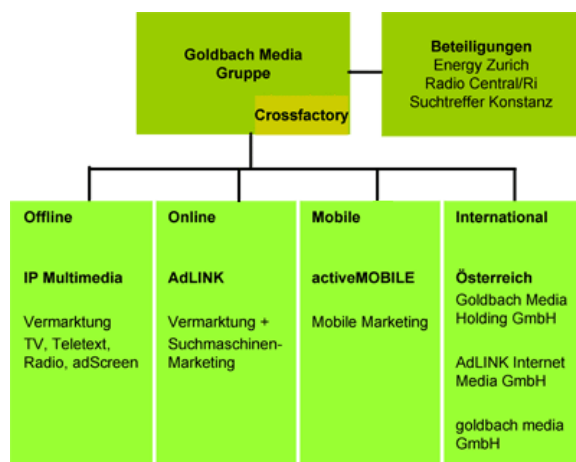 Goldbach Media
Gruppe
Crossfactory
Beteiligungen
Energy Zurich
Radio Central/Ri
Suchtreffer Konstanz
Offline
IP Multimedia
Vermarktung
TV, Teletext,
Radio, adScreen
Online
AdLINK
Vermarktung +
Suchmaschinen-
Marketing
Mobile
activeMOBILE
Mobile Marketing
International
Österreich
Goldbach Media
Holding GmbH
AdLINK Internet
Media GmbH
goldbach media
GmbH